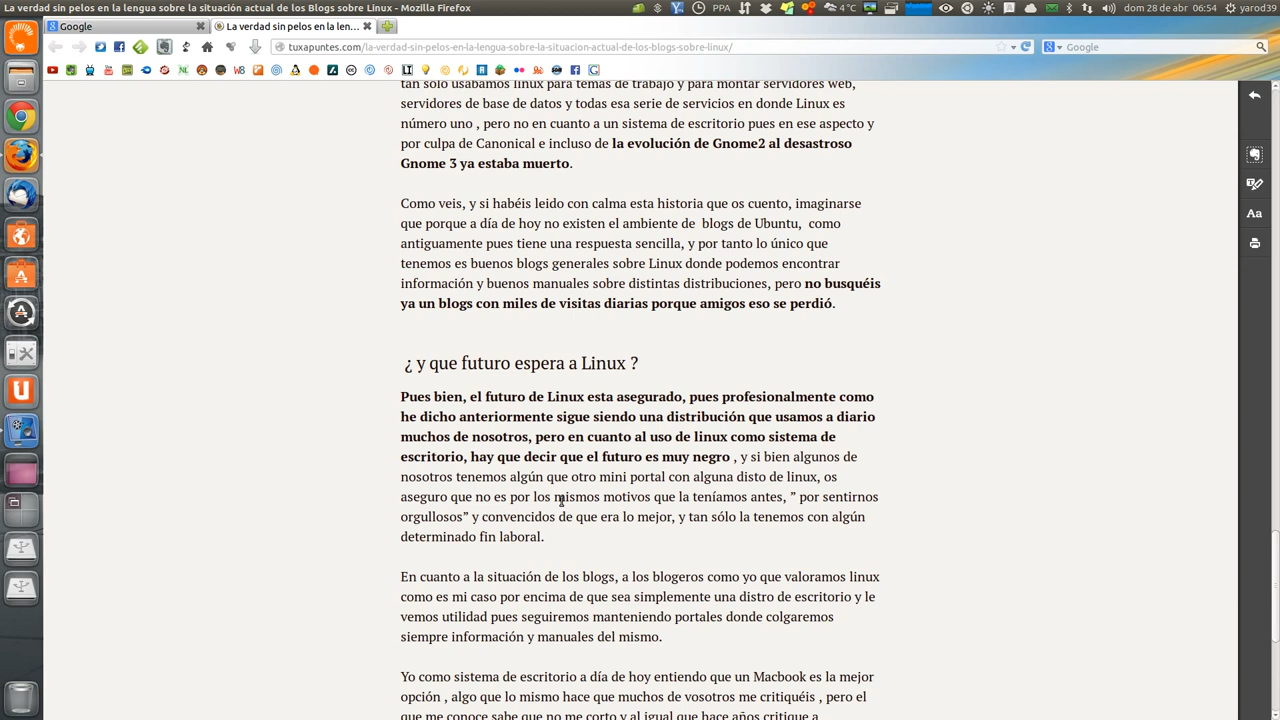 La verdad sin pelos en la lengua sobre la situación actual de los Blogs sobre Linux - Mozilla Firefox
PPA
4°C
dom 28 de abr
06:54
yarod39
Google
La verdad sin pelos en la len...
tuxapuntes.com/la-verdad-sin-pelos-en-la-lengua-sobre-la-situacion-actual-de-los-blogs-sobre-linux/
Google
tan solo usabamos linux para temas de trabajo y para montar servidores web,
servidores de base de datos y todas esa serie de servicios en donde Linux es
número uno , pero no en cuanto a un sistema de escritorio pues en ese aspecto y
por culpa de Canonical e incluso de la evolución de Gnome2 al desastroso
Gnome 3 ya estaba muerto.
Como veis, y si habéis leido con calma esta historia que os cuento, imaginarse
que porque a día de hoy no existen el ambiente de blogs de Ubuntu, como
antiguamente pues tiene una respuesta sencilla, y por tanto lo único que
tenemos es buenos blogs generales sobre Linux donde podemos encontrar
información y buenos manuales sobre distintas distribuciones, pero no busquéis
ya un blogs con miles de visitas diarias porque amigos eso se perdió.
¿ y que futuro espera a Linux ?
Pues bien, el futuro de Linux esta asegurado, pues profesionalmente como
he dicho anteriormente sigue siendo una distribución que usamos a diario
muchos de nosotros, pero en cuanto al uso de linux como sistema de
escritorio, hay que decir que el futuro es muy negro , y si bien algunos de
nosotros tenemos algún que otro mini portal con alguna disto de linux, os
aseguro que no es por los mismos motivos que la teníamos antes, ” por sentirnos
orgullosos” y convencidos de que era lo mejor, y tan sólo la tenemos con algún
determinado fin laboral.
En cuanto a la situación de los blogs, a los blogeros como yo que valoramos linux
como es mi caso por encima de que sea simplemente una distro de escritorio y le
vemos utilidad pues seguiremos manteniendo portales donde colgaremos
siempre información y manuales del mismo.
Yo como sistema de escritorio a día de hoy entiendo que un Macbook es la mejor
opción , algo que lo mismo hace que muchos de vosotros me critiquéis , pero el
que me conoce sabe que no me corto y al igual que hace años critique a
Aa